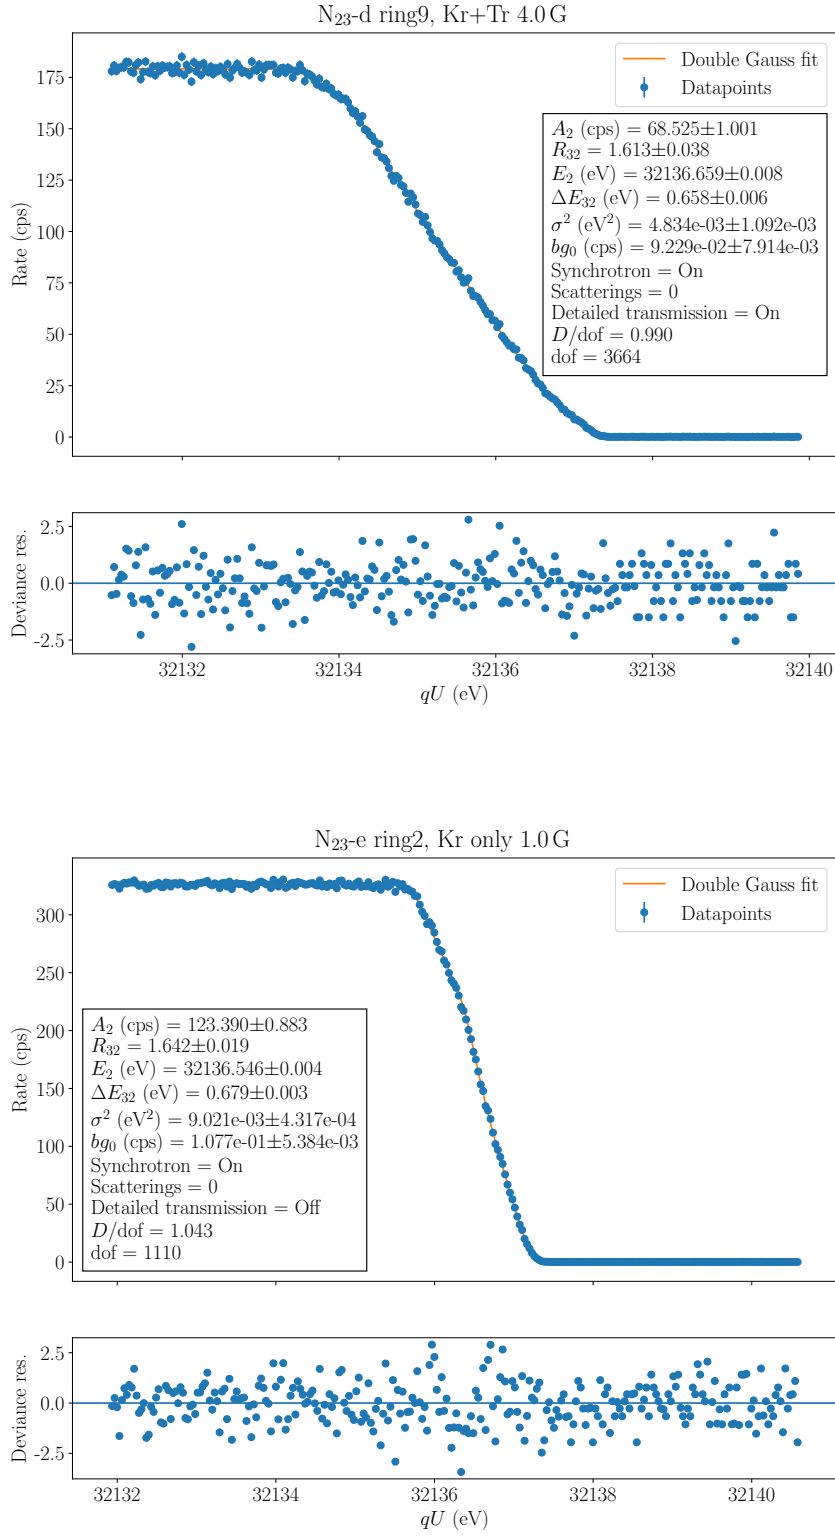 N₂₃-d ring9, Kr+Tr 4.0 G
Double Gauss fit
Datapoints
A₂ (cps) = 68.525±1.001
R₃₂ = 1.613±0.038
E₂ (eV) = 32136.659±0.008
ΔE₃₂ (eV) = 0.658±0.006
σ² (eV²) = 4.834e-03±1.092e-03
bg₀ (cps) = 9.229e-02±7.914e-03
Synchrotron = On
Scatterings = 0
Detailed transmission = On
D/dof = 0.990
dof = 3664
Rate (cps)
175
150
125
100
75
50
25
0
Deviance res.
2.5
0.0
-2.5
32132 32134 32136 32138 32140
qU (eV)
N₂₃-e ring2, Kr only 1.0 G
Double Gauss fit
Datapoints
A₂ (cps) = 123.390±0.883
R₃₂ = 1.642±0.019
E₂ (eV) = 32136.546±0.004
ΔE₃₂ (eV) = 0.679±0.003
σ² (eV²) = 9.021e-03±4.317e-04
bg₀ (cps) = 1.077e-01±5.384e-03
Synchrotron = On
Scatterings = 0
Detailed transmission = Off
D/dof = 1.043
dof = 1110
Rate (cps)
300
250
200
150
100
50
0
Deviance res.
2.5
0.0
-2.5
32132 32134 32136 32138 32140
qU (eV)